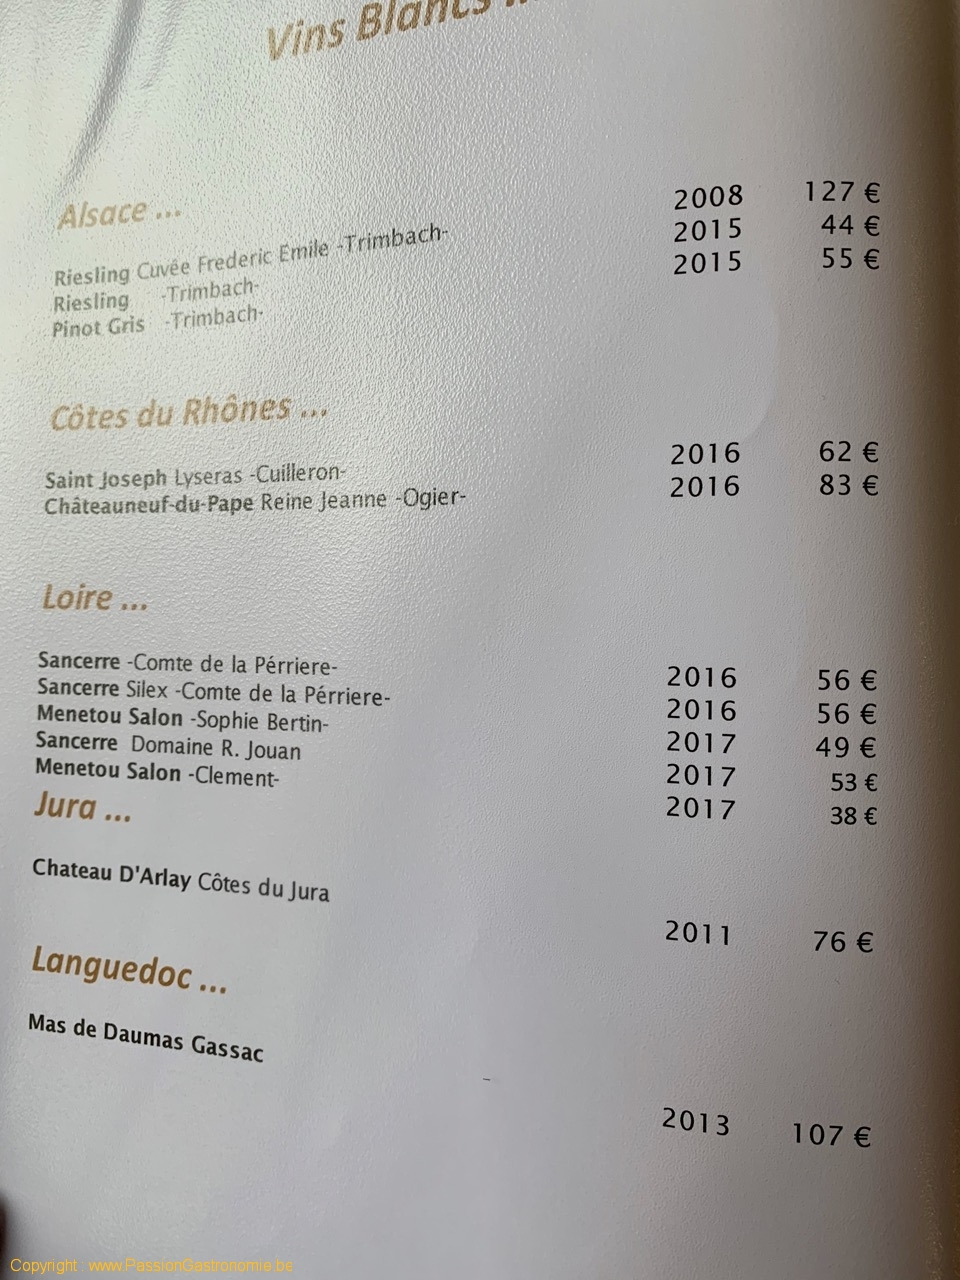 Vins Blancs
Alsace ...
Riesling Cuvée Frederic Emile -Trimbach- 2008 127 €
Riesling -Trimbach- 2015 44 €
Pinot Gris -Trimbach- 2015 55 €
Côtes du Rhônes ...
Saint Joseph Lyseras -Cuilleron- 2016 62 €
Châteauneuf-du-Pape Reine Jeanne -Ogier- 2016 83 €
Loire ...
Sancerre -Comte de la Pérriere- 2016 56 €
Sancerre Silex -Comte de la Pérriere- 2016 56 €
Menetou Salon -Sophie Bertin- 2017 49 €
Sancerre Domaine R. Jouan 2017 53 €
Menetou Salon -Clement- 2017 38 €
Jura ...
Chateau D'Arlay Côtes du Jura 2011 76 €
Languedoc ...
Mas de Daumas Gassac 2013 107 €
Copyright : www.PassionGastronomie.be